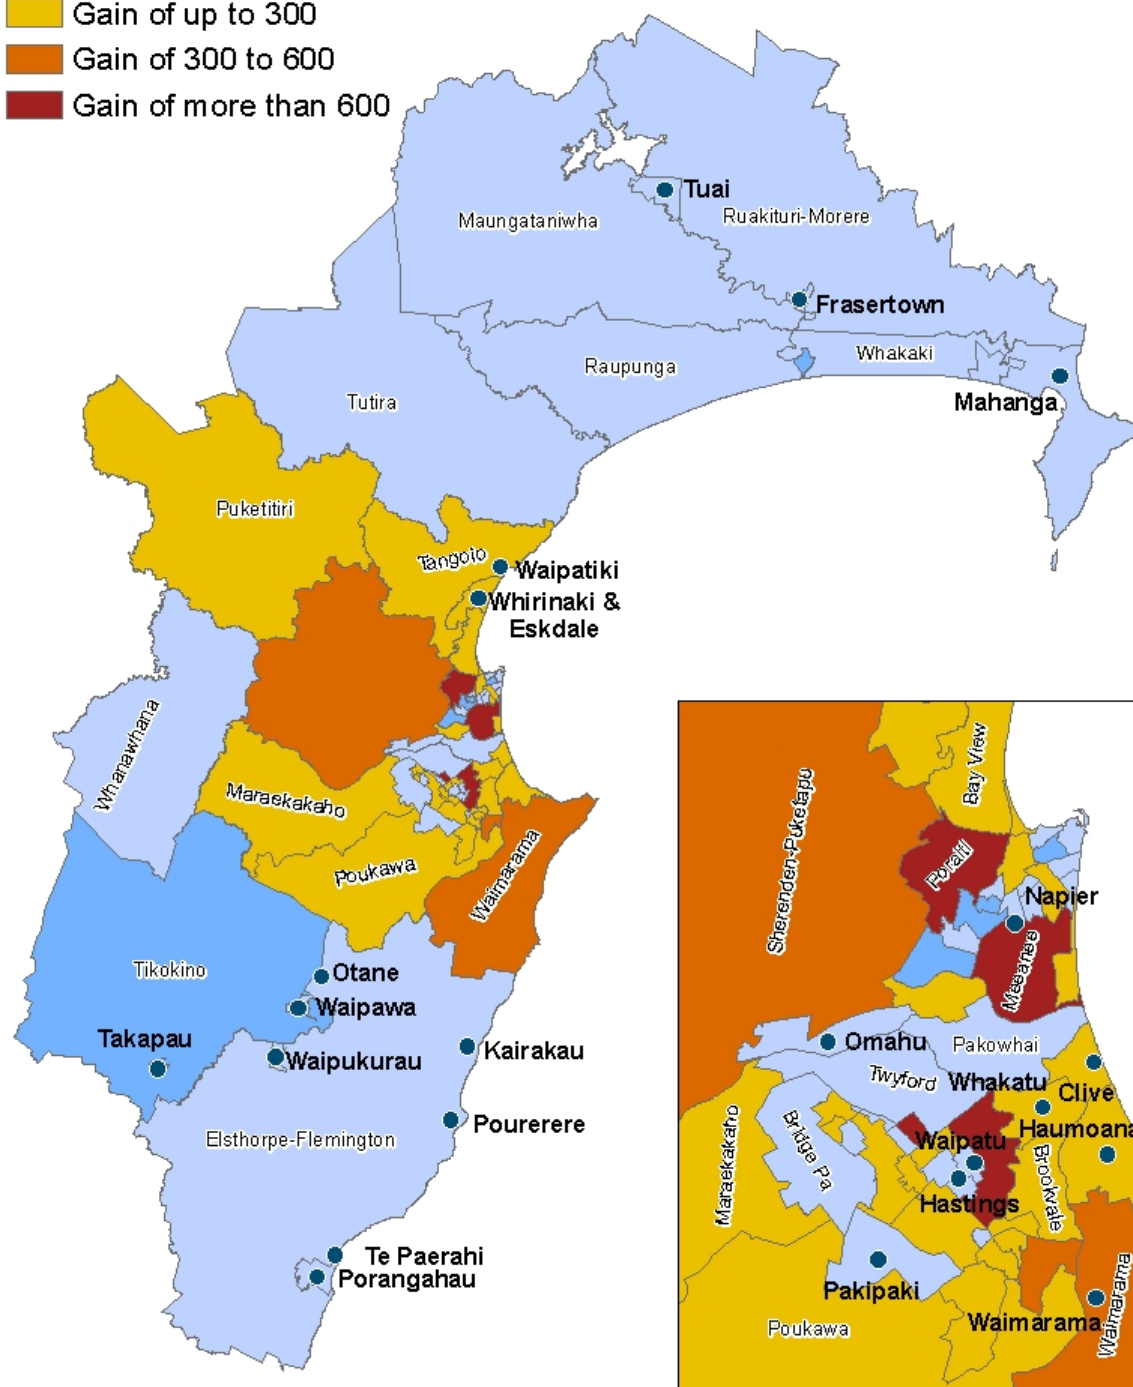 Gain of up to 300
Gain of 300 to 600
Gain of more than 600
Tuai
Maungataniwha
Ruakituri-Morere
Frasertown
Whakaki
Raupunga
Mahanga
Tutira
Puketitiri
Tangoio
Waipatiki
Whirinaki &
Eskdale
Whanawhana
Maraekakaho
Poukawa
Waimarama
Tikokino
Otane
Waipawa
Takapau
Waipukurau
Kairakau
Pourerere
Elsthorpe-Flemington
Te Paerahi
Porangahau
Bay View
Sherenden-Puketapu
Poraiti
Napier
Meeanee
Omahu
Pakowhai
Twyford
Whakatu
Clive
Maraekakaho
Bridge Pa
Waipatu
Haumoana
Brookvale
Hastings
Pakipaki
Waimarama
Waimarama
Poukawa